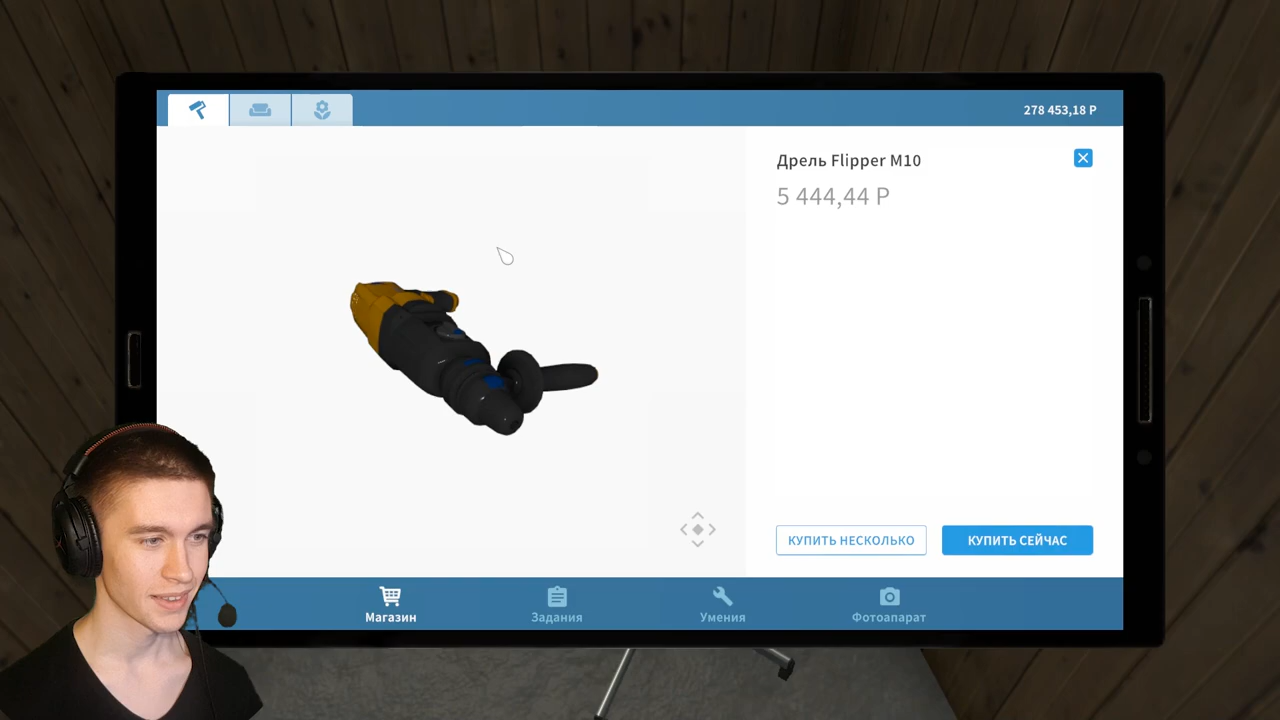 278 453,18 Р
Дрель Flipper M10
5 444,44 Р
КУПИТЬ НЕСКОЛЬКО
КУПИТЬ СЕЙЧАС
Магазин
Задания
Умения
Фотоапарат